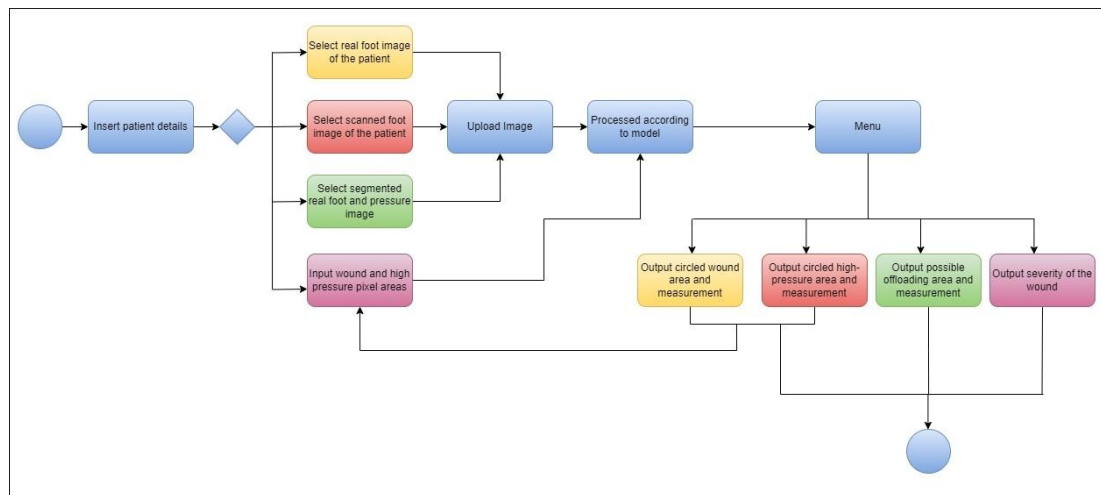 Select real foot image
of the patient
Insert patient details
Select scanned foot
image of the patient
Upload Image
Processed according
to model
Menu
Select segmented
real foot and pressure
image
Input wound and high
pressure pixel areas
Output circled wound
area and
measurement
Output circled high-
pressure area and
measurement
Output possible
offloading area and
measurement
Output severity of the
wound